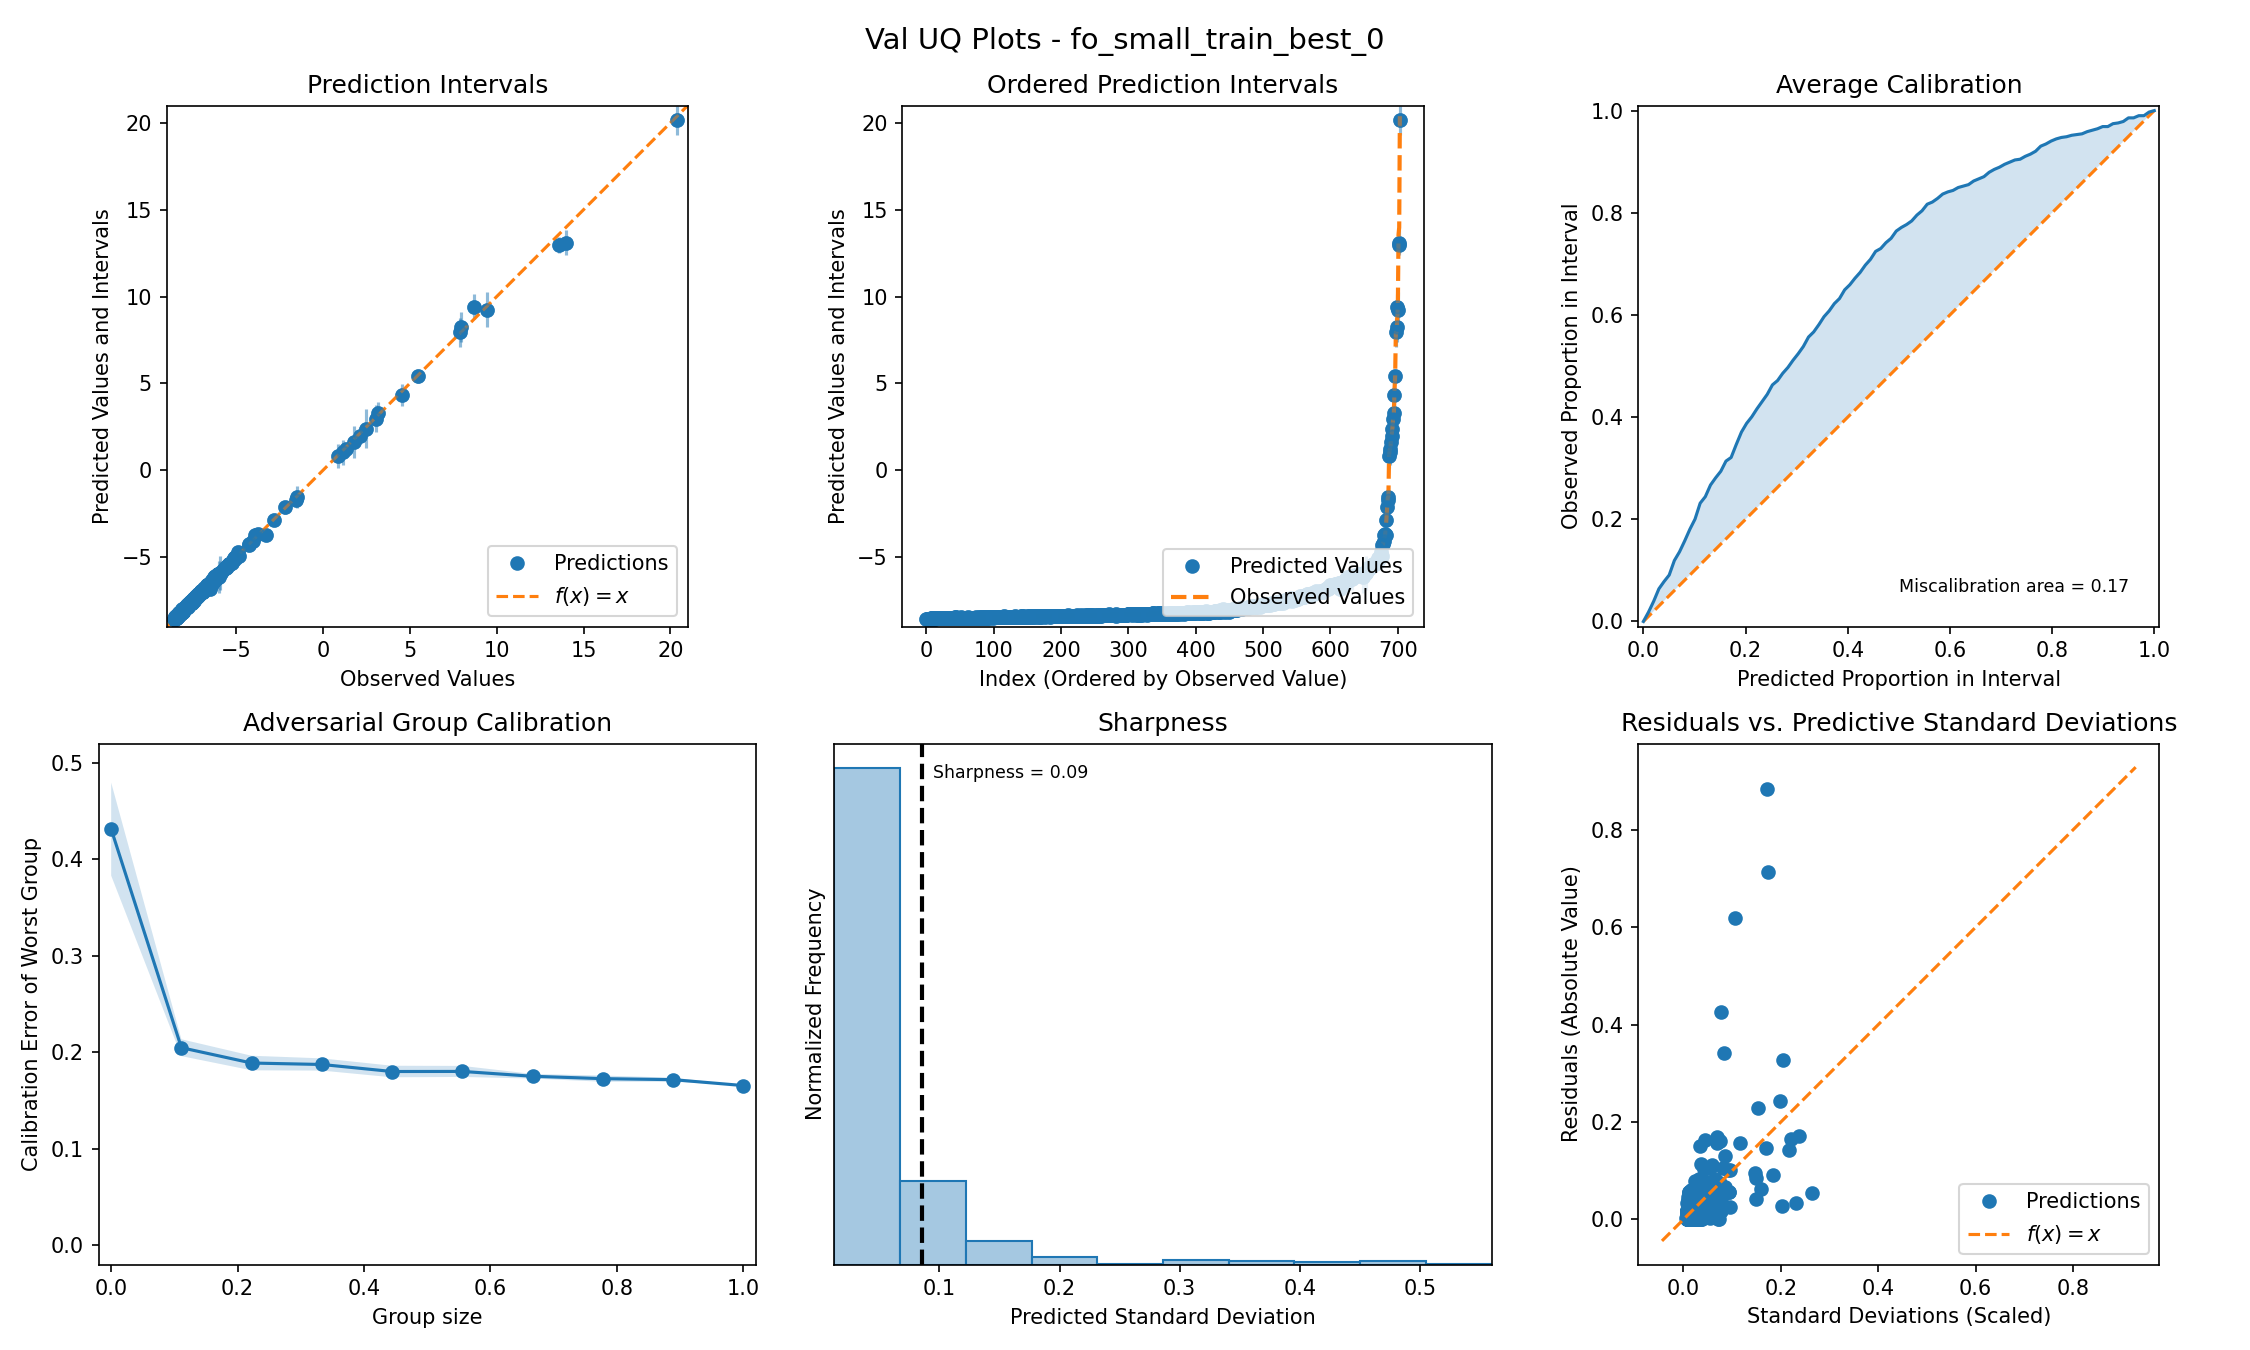 Val UQ Plots - fo_small_train_best_0
Prediction Intervals
20
15
10
5
0
−5
Predicted Values and Intervals
Predictions
f(x) = x
−5 0 5 10 15 20
Observed Values
Ordered Prediction Intervals
20
15
10
5
0
−5
Predicted Values and Intervals
Predicted Values
Observed Values
0 100 200 300 400 500 600 700
Index (Ordered by Observed Value)
Average Calibration
1.0
0.8
0.6
0.4
0.2
0.0
Observed Proportion in Interval
Miscalibration area = 0.17
0.0 0.2 0.4 0.6 0.8 1.0
Predicted Proportion in Interval
Adversarial Group Calibration
0.5
0.4
0.3
0.2
0.1
0.0
Calibration Error of Worst Group
0.0 0.2 0.4 0.6 0.8 1.0
Group size
Sharpness
Sharpness = 0.09
Normalized Frequency
0.1 0.2 0.3 0.4 0.5
Predicted Standard Deviation
Residuals vs. Predictive Standard Deviations
0.8
0.6
0.4
0.2
0.0
Residuals (Absolute Value)
Predictions
f(x) = x
0.0 0.2 0.4 0.6 0.8
Standard Deviations (Scaled)